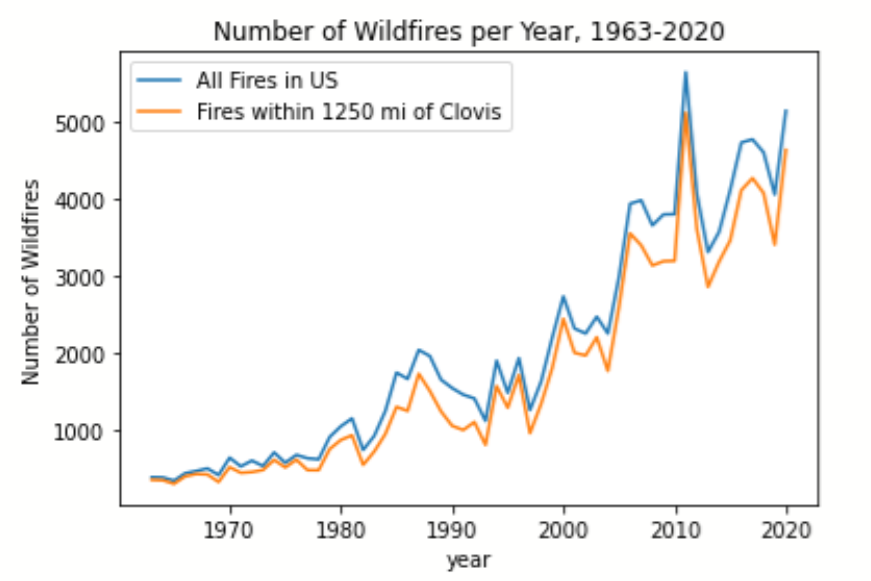 Number of Wildfires per Year, 1963-2020
All Fires in US
Fires within 1250 mi of Clovis
Number of Wildfires
5000
4000
3000
2000
1000
1970 1980 1990 2000 2010 2020
year